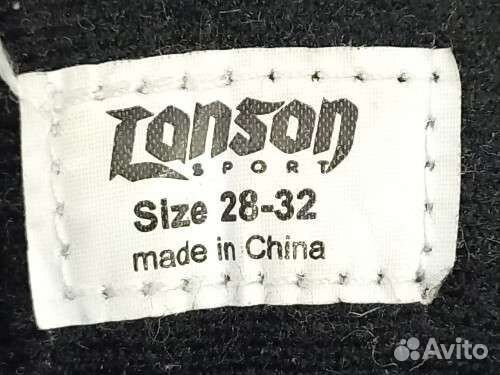 Lonson
SPORT
Size 28-32
made in China
Avito